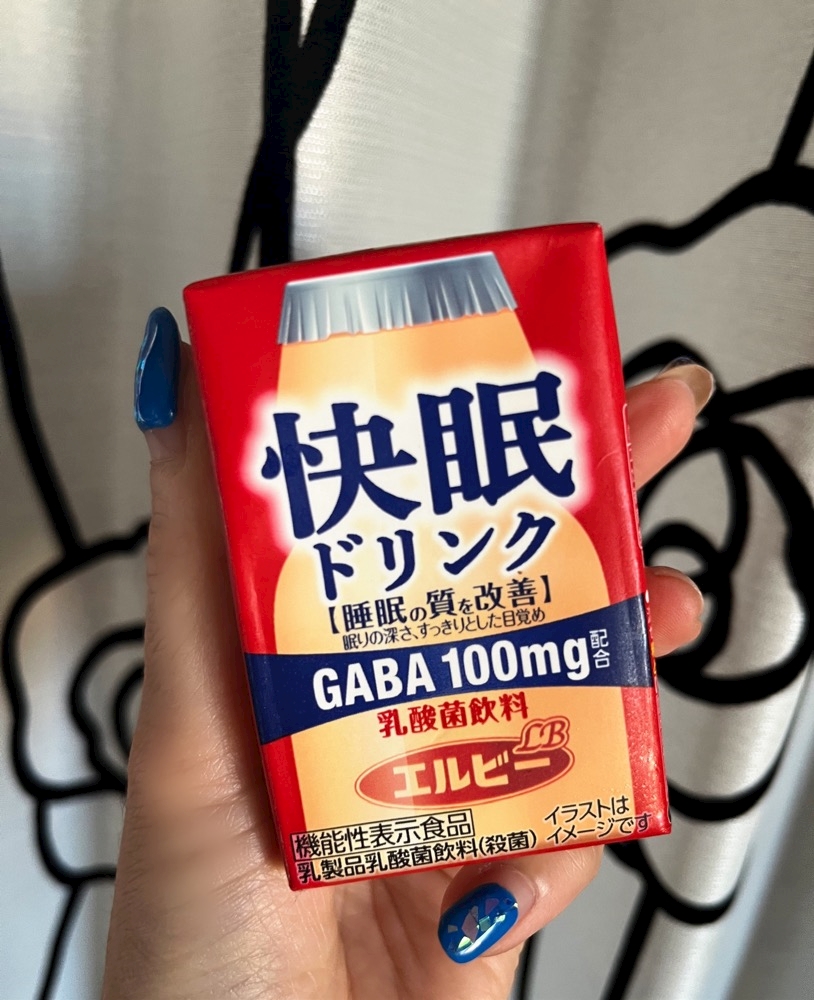 快眠
ドリンク
【睡眠の質を改善】
眠りの深さ、すっきりとした目覚め
GABA 100mg配合
乳酸菌飲料
LB
エルビー
機能性表示食品
乳製品乳酸菌飲料(殺菌)
イラストは
イメージです